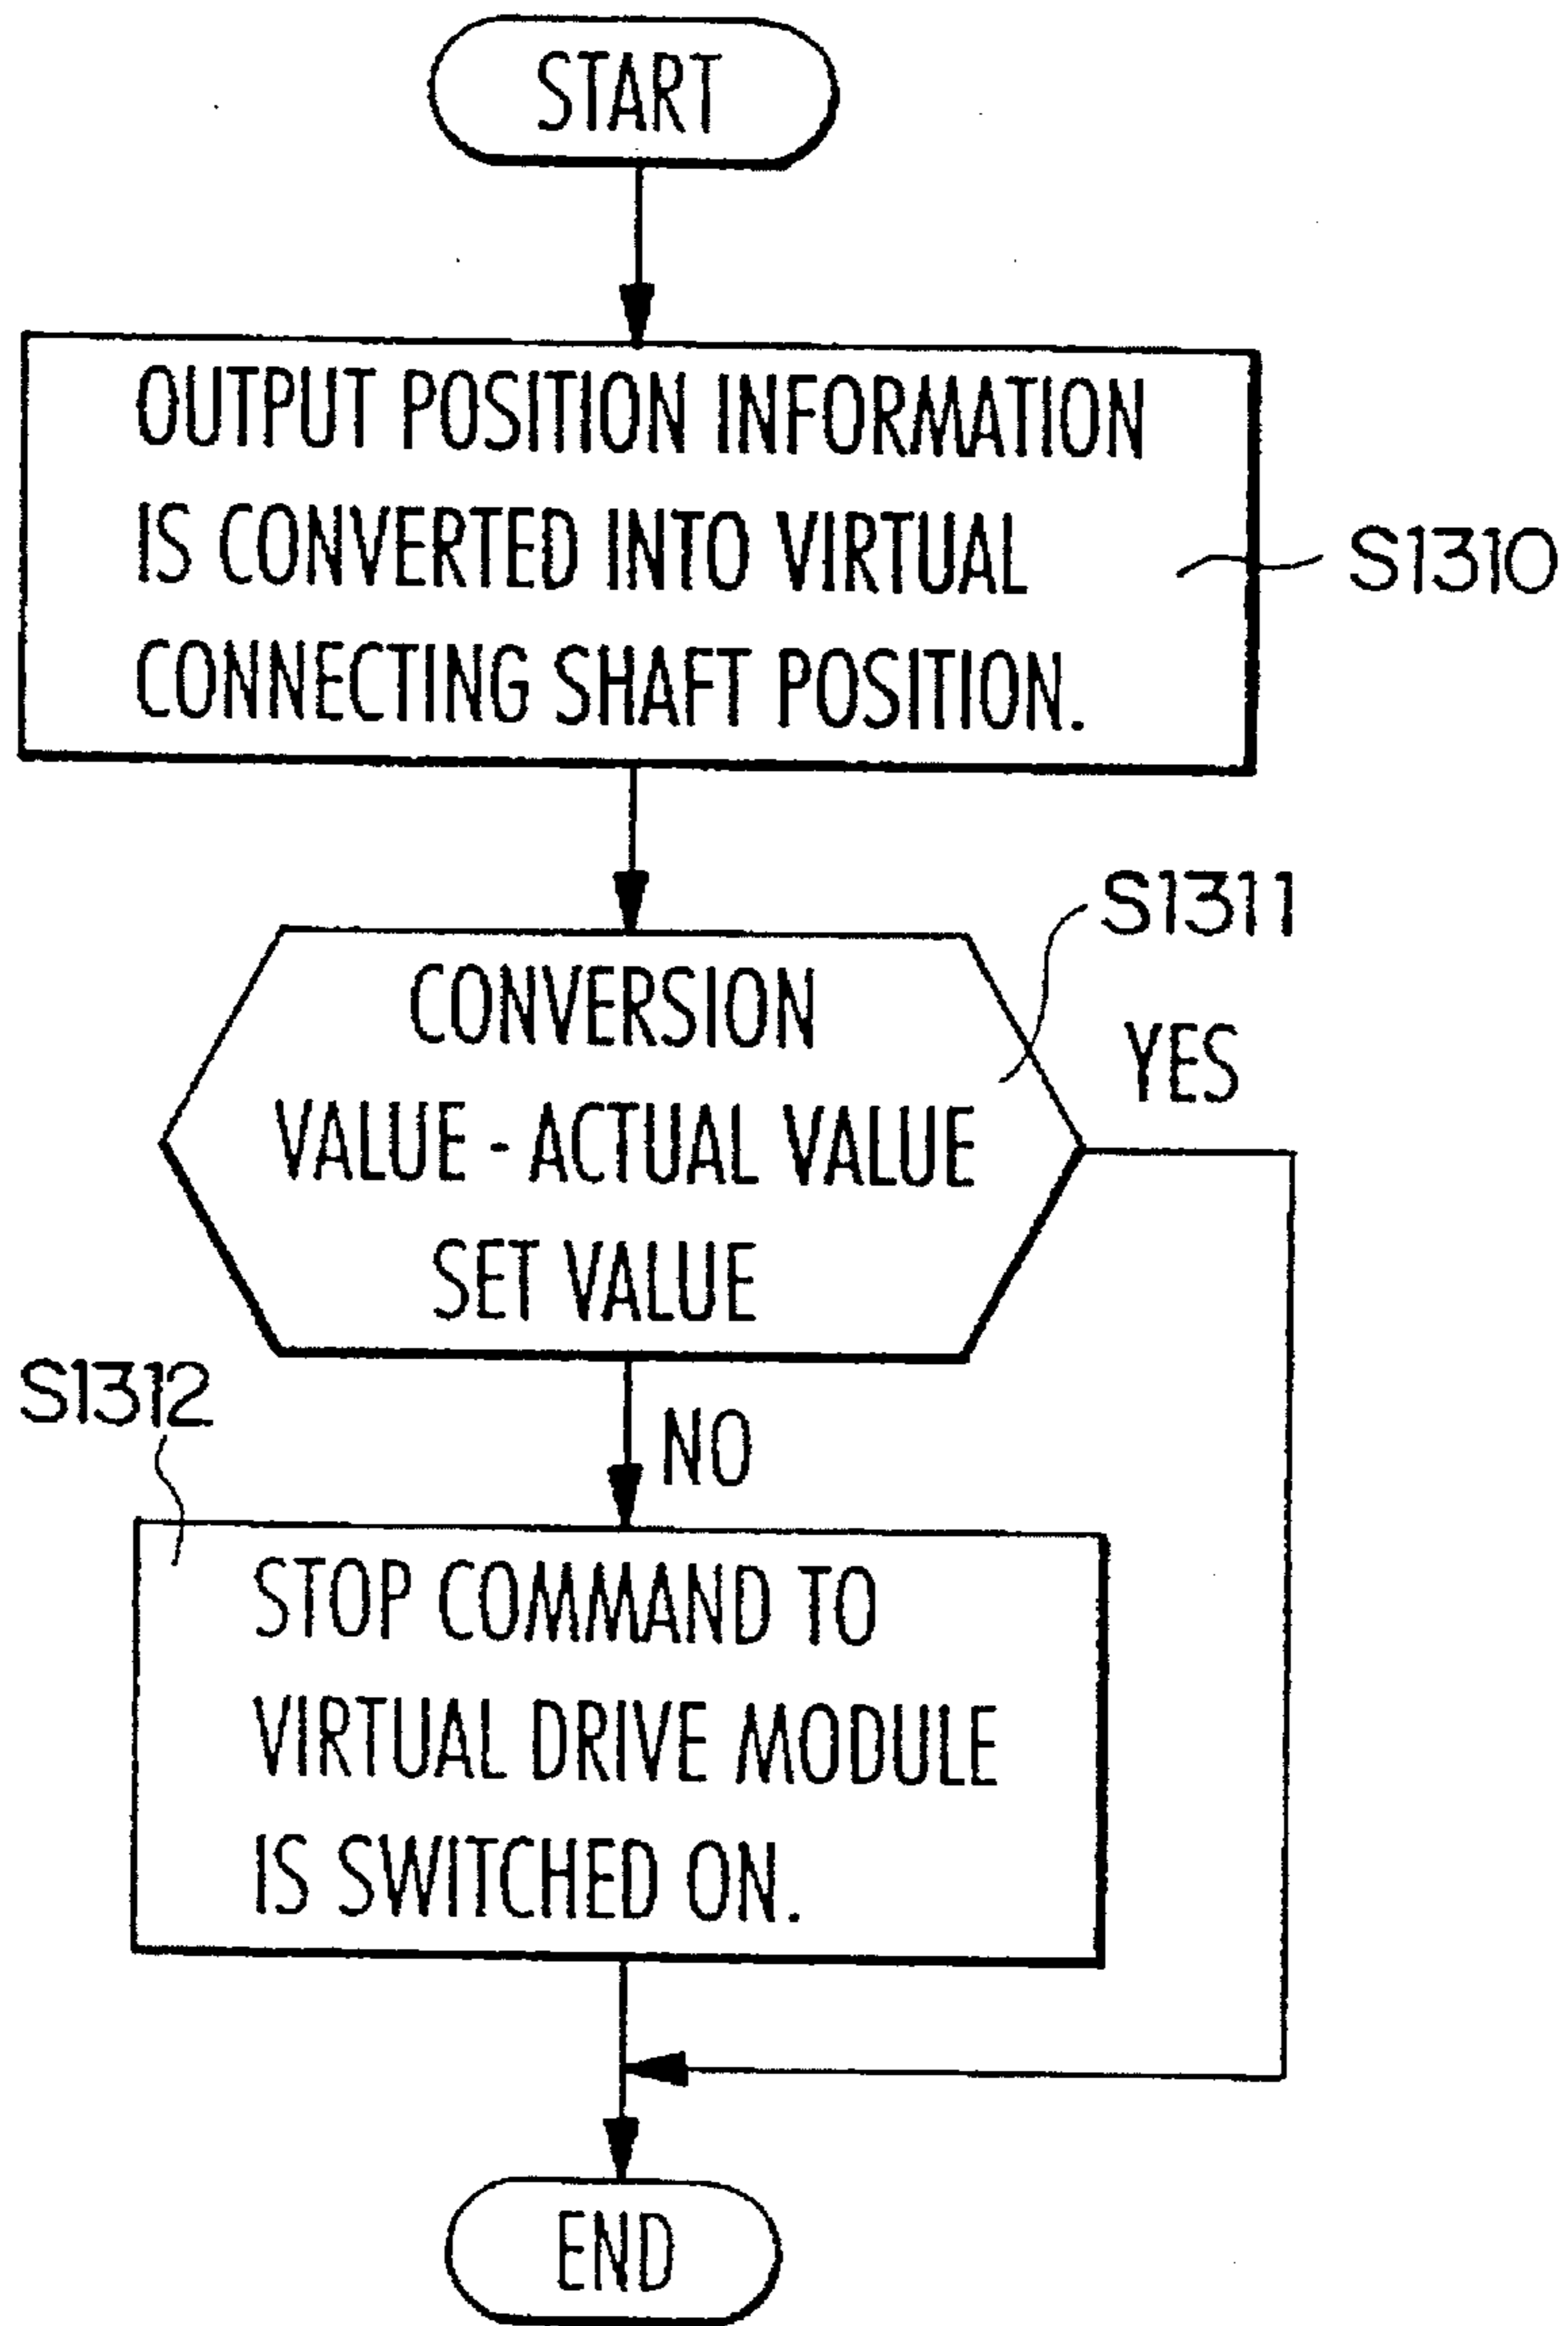 START
OUTPUT POSITION INFORMATION
IS CONVERTED INTO VIRTUAL
CONNECTING SHAFT POSITION.
S1310
S1311
CONVERSION
VALUE - ACTUAL VALUE
SET VALUE
YES
NO
S1312
STOP COMMAND TO
VIRTUAL DRIVE MODULE
IS SWITCHED ON.
END